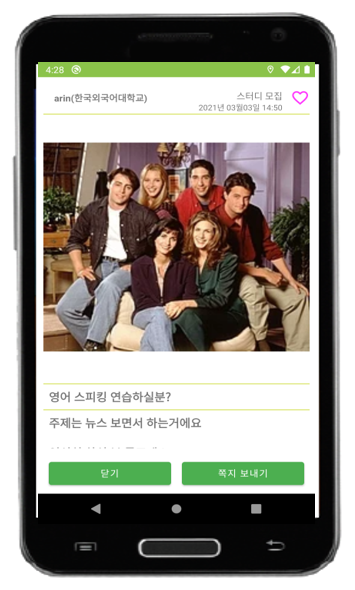 4:28
arin(한국외국어대학교)
스터디 모집
2021년 03월03일 14:50
영어 스피킹 연습하실분?
주제는 뉴스 보면서 하는거에요
닫기
쪽지 보내기